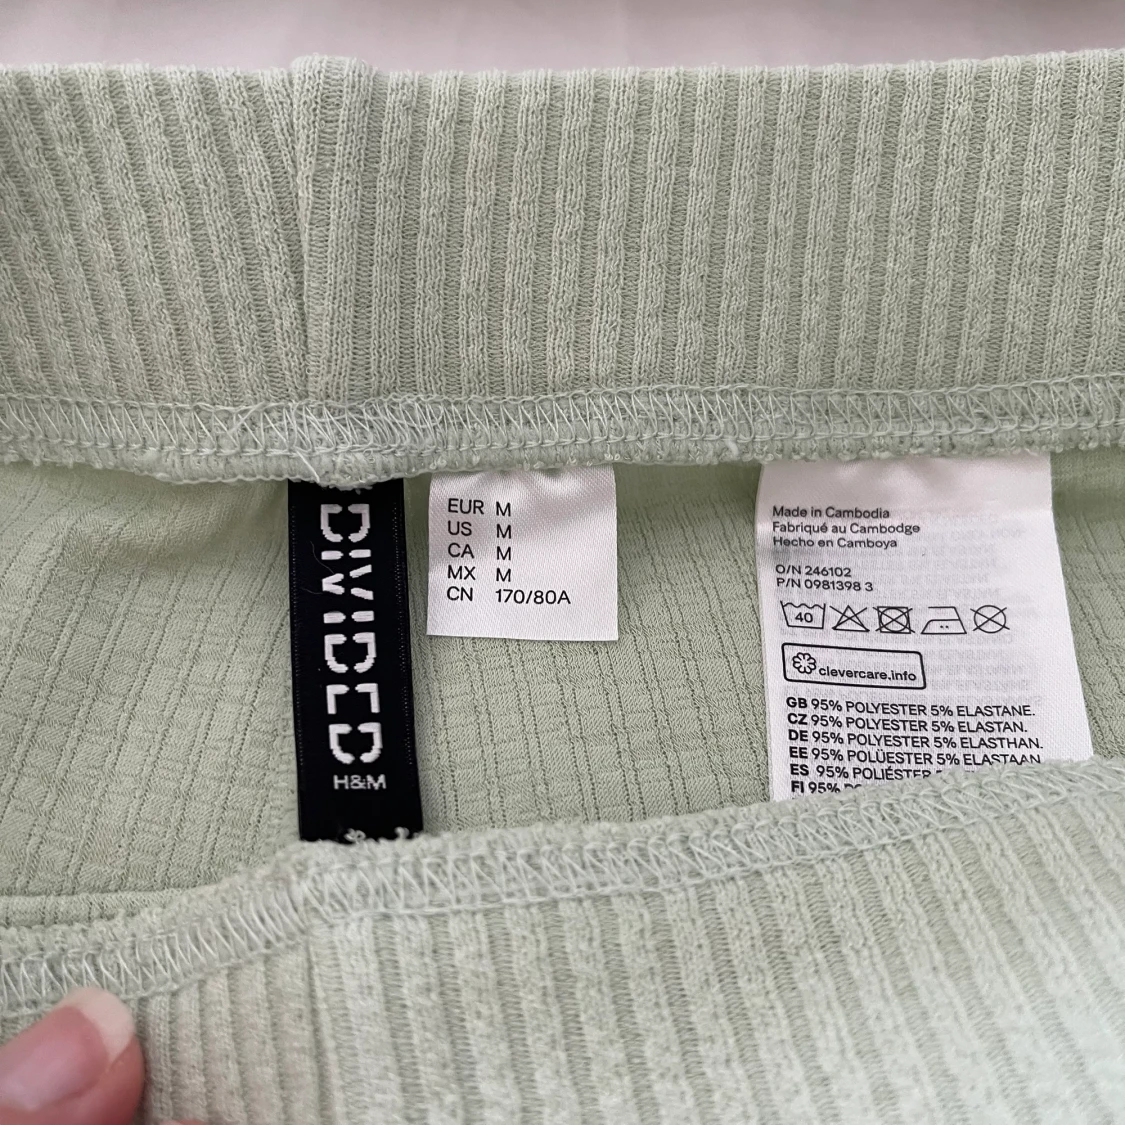 DIVIDED
H&M
EUR M
US M
CA M
MX M
CN 170/80A
Made in Cambodia
Fabriqué au Cambodge
Hecho en Camboya
O/N 246102
P/N 0981398 3
40
clevercare.info
GB 95% POLYESTER 5% ELASTANE.
CZ 95% POLYESTER 5% ELASTAN.
DE 95% POLYESTER 5% ELASTHAN.
EE 95% POLÜESTER 5% ELASTAAN
ES 95% POLIÉSTER
FI 95%